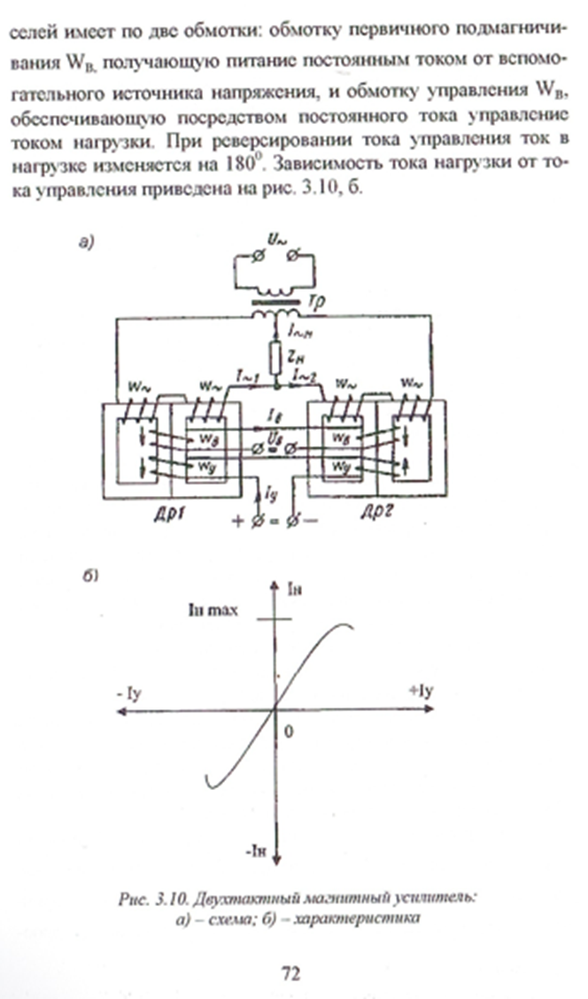 селей имеет по две обмотки: обмотку первичного подмагничи-
вания WВ, получающую питание постоянным током от вспомо-
гательного источника напряжения, и обмотку управления WВ,
обеспечивающую посредством постоянного тока управление
током нагрузки. При реверсировании тока управления ток в
нагрузке изменяется на 180⁰. Зависимость тока нагрузки от то-
ка управления приведена на рис. 3.10, б.
а)
U~
Тр
I~н
zн
I~1 I~2
W~ W~ W~ W~
Iв
Wв Uв Wв
=
Wу Wу
Iу
Др1 + = − Др2
б)
Iн
Iн max
- Iу +Iу
0
-Iн
Рис. 3.10. Двухтактный магнитный усилитель:
а) – схема; б) – характеристика
72